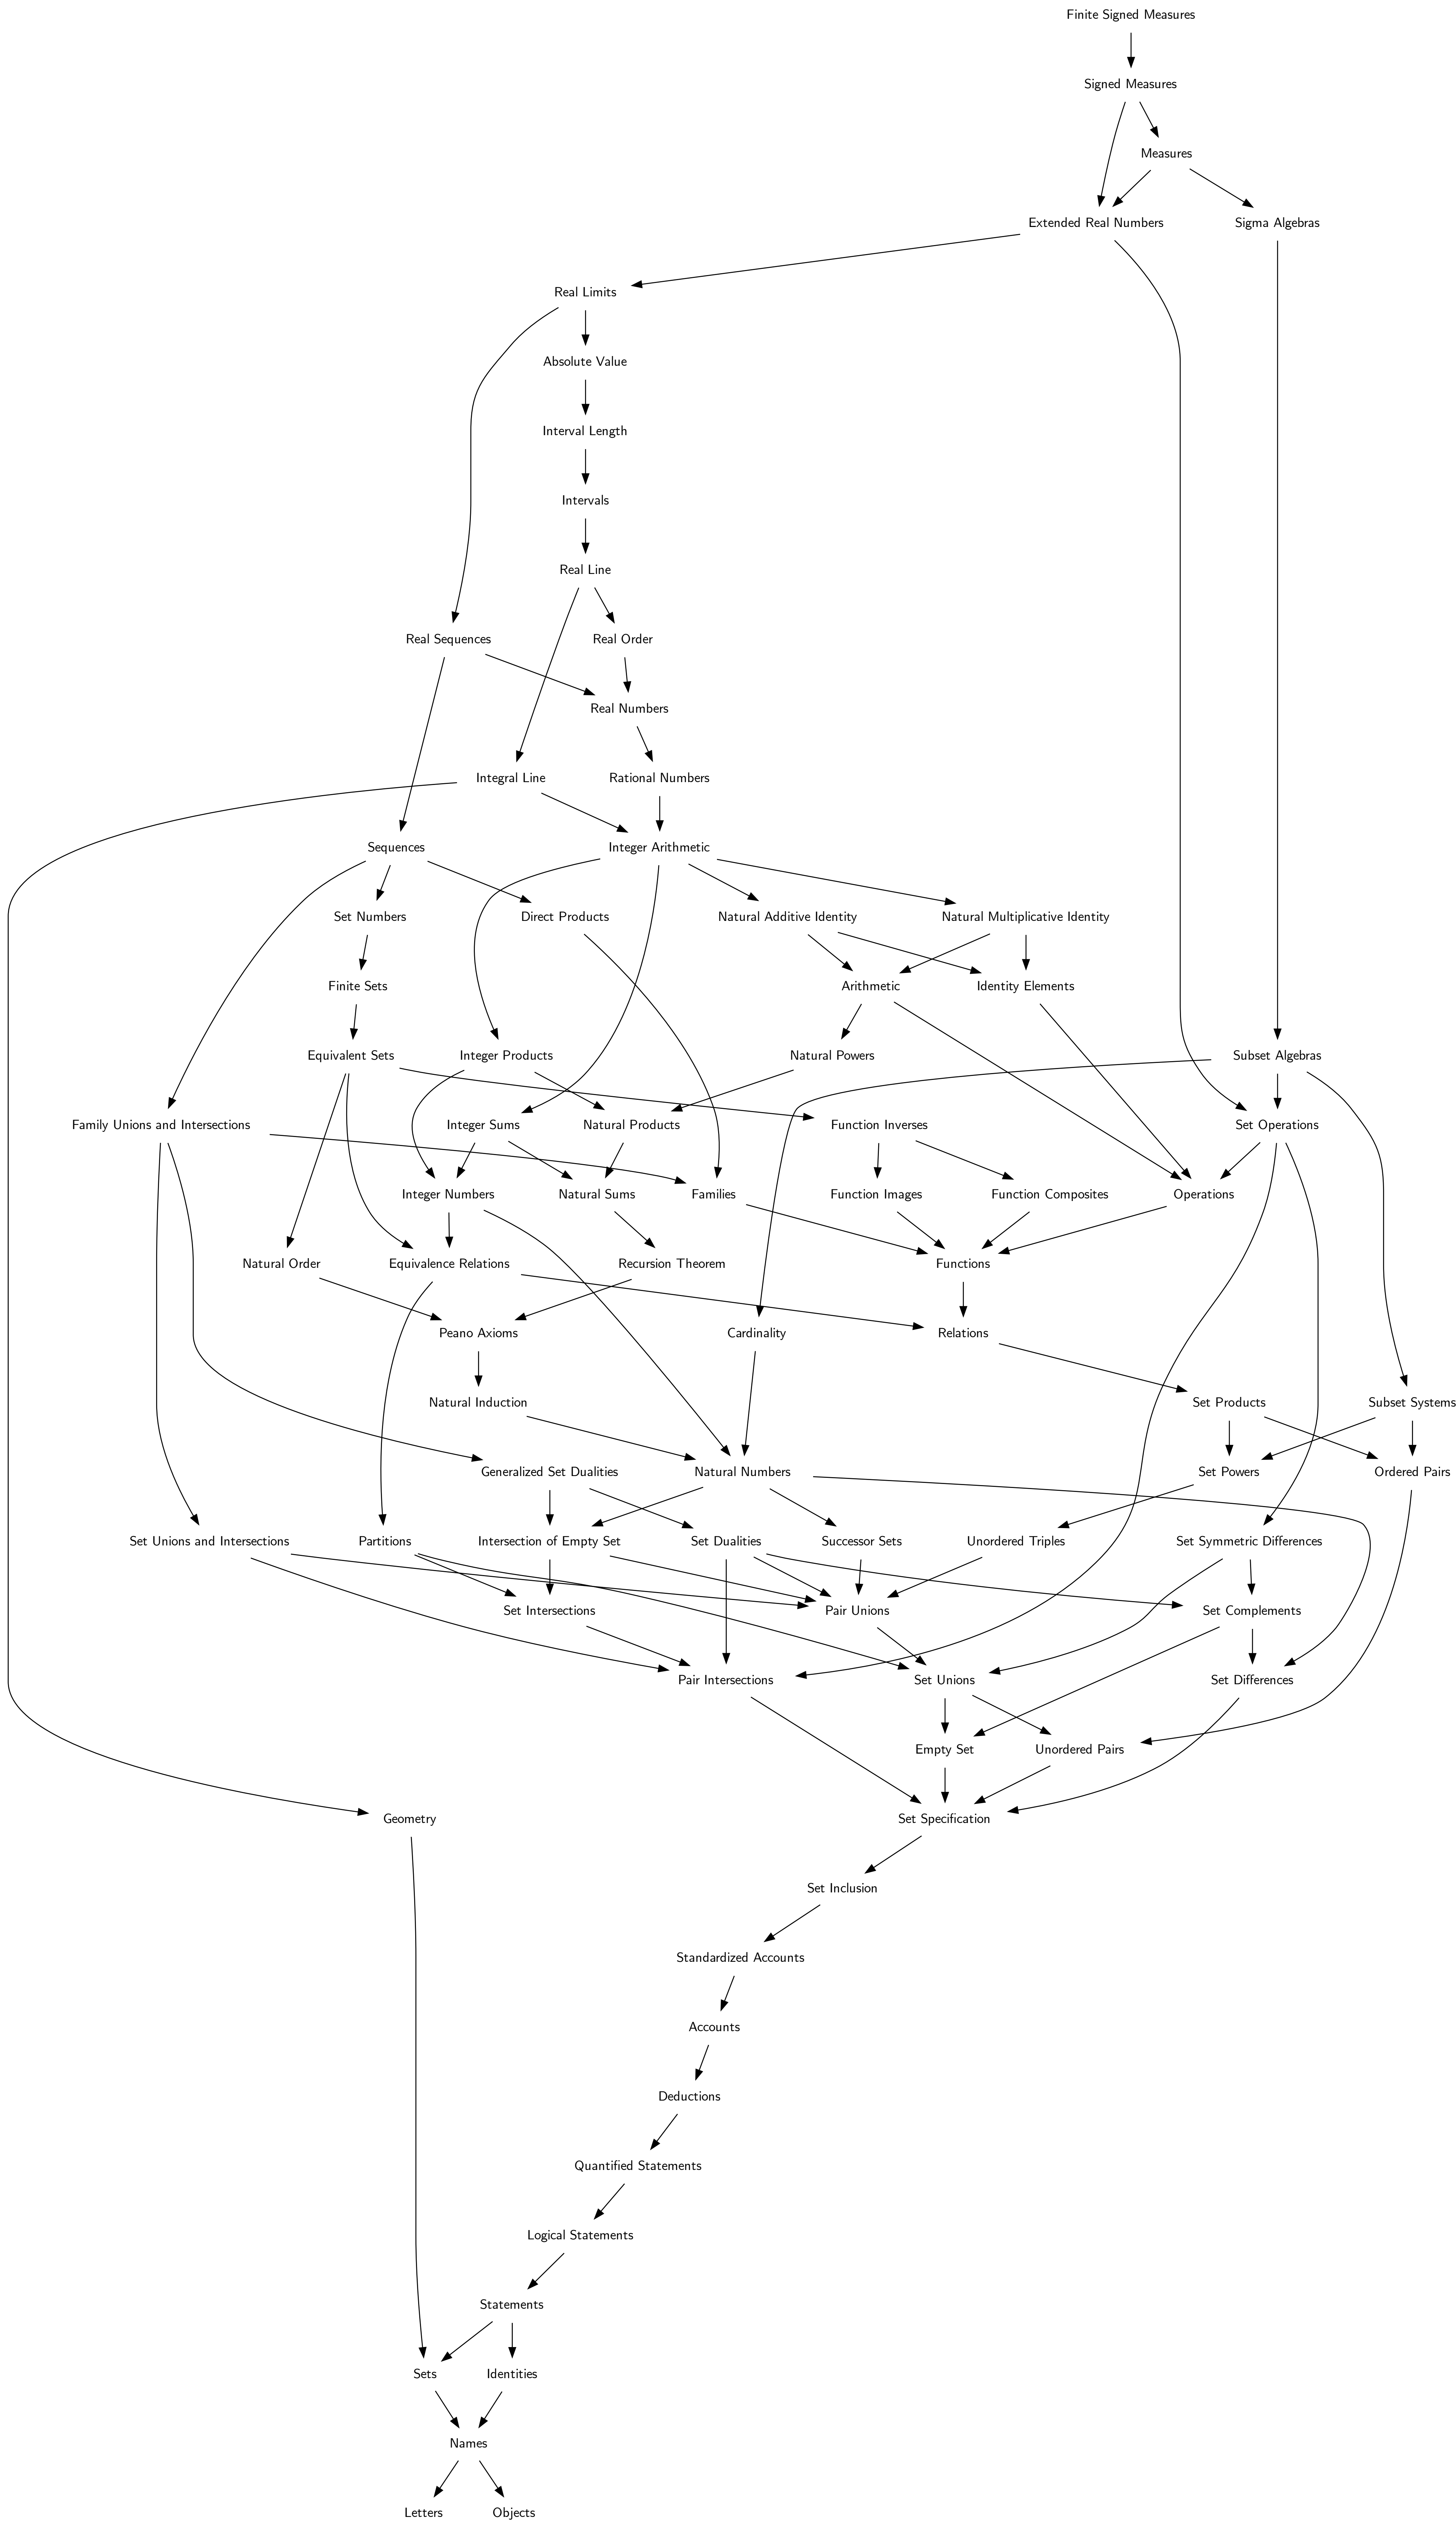 Finite Signed Measures
Signed Measures
Measures
Extended Real Numbers
Sigma Algebras
Real Limits
Absolute Value
Interval Length
Intervals
Real Line
Real Sequences
Real Order
Real Numbers
Integral Line
Rational Numbers
Sequences
Integer Arithmetic
Set Numbers
Direct Products
Natural Additive Identity
Natural Multiplicative Identity
Finite Sets
Arithmetic
Identity Elements
Equivalent Sets
Integer Products
Natural Powers
Subset Algebras
Family Unions and Intersections
Integer Sums
Natural Products
Function Inverses
Set Operations
Integer Numbers
Natural Sums
Families
Function Images
Function Composites
Operations
Natural Order
Equivalence Relations
Recursion Theorem
Functions
Peano Axioms
Cardinality
Relations
Natural Induction
Set Products
Subset Systems
Generalized Set Dualities
Natural Numbers
Set Powers
Ordered Pairs
Set Unions and Intersections
Partitions
Intersection of Empty Set
Set Dualities
Successor Sets
Unordered Triples
Set Symmetric Differences
Set Intersections
Pair Unions
Set Complements
Pair Intersections
Set Unions
Set Differences
Empty Set
Unordered Pairs
Geometry
Set Specification
Set Inclusion
Standardized Accounts
Accounts
Deductions
Quantified Statements
Logical Statements
Statements
Sets
Identities
Names
Letters
Objects